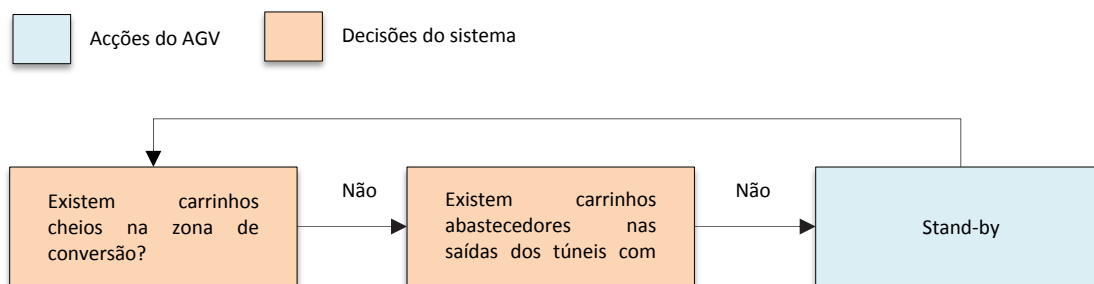 Acções do AGV
Decisões do sistema
Existem carrinhos
cheios na zona de
conversão?
Não
Existem carrinhos
abastecedores nas
saídas dos túneis com
Não
Stand-by